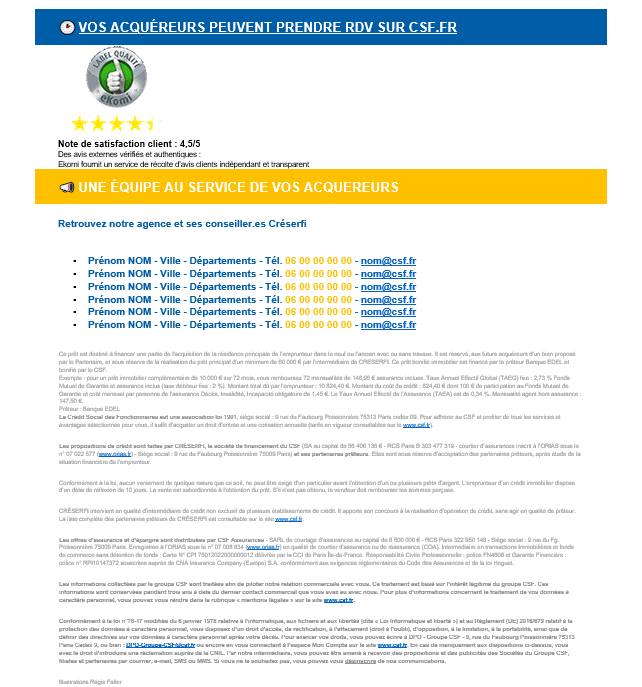 VOS ACQUÉREURS PEUVENT PRENDRE RDV SUR CSF.FR
LABEL QUALITÉ
eKomi
Note de satisfaction client : 4,5/5
Des avis externes vérifiés et authentiques :
Ekomi fournit un service de récolte d'avis clients indépendant et transparent
UNE ÉQUIPE AU SERVICE DE VOS ACQUEREURS
Retrouvez notre agence et ses conseiller.es Créserfi
▪ Prénom NOM - Ville - Départements - Tél. 06 00 00 00 00 - nom@csf.fr
▪ Prénom NOM - Ville - Départements - Tél. 06 00 00 00 00 - nom@csf.fr
▪ Prénom NOM - Ville - Départements - Tél. 06 00 00 00 00 - nom@csf.fr
▪ Prénom NOM - Ville - Départements - Tél. 06 00 00 00 00 - nom@csf.fr
▪ Prénom NOM - Ville - Départements - Tél. 06 00 00 00 00 - nom@csf.fr
▪ Prénom NOM - Ville - Départements - Tél. 06 00 00 00 00 - nom@csf.fr
Ce prêt est destiné à financer une partie de l'acquisition de la résidence principale de l'emprunteur dans le neuf ou l'ancien avec ou sans travaux. Il est réservé, aux futurs acquéreurs d'un bien proposé
par le Partenaire, et sous réserve de la réalisation du prêt principal d'un minimum de 60 000 € par l'intermédiaire de CRESERFI. Ce prêt bonifié immobilier est financé par le prêteur Banque EDEL et
bonifié par le CSF.
Exemple : pour un prêt immobilier complémentaire de 10 000 € sur 72 mois, vous remboursez 72 mensualités de 148,95 € assurances incluses. Taux Annuel Effectif Global (TAEG) fixe : 2,73 % Fonds
Mutuel de Garantie et assurance inclus (taux débiteur fixe : 2 %). Montant total dû par l'emprunteur : 10 824,40 €. Montant du coût du crédit : 824,40 € dont 100 € de participation au Fonds Mutuel de
Garantie et coût mensuel par personne de l'assurance Décès, Invalidité, Incapacité obligatoire de 1,45 €. Le Taux Annuel Effectif de l'Assurance (TAEA) est de 0,34 %. Mensualité agent hors assurance :
147,50 €.
Prêteur : Banque EDEL
Le Crédit Social des Fonctionnaires est une association loi 1901, siège social : 9 rue du Faubourg Poissonnière 75313 Paris cedex 09. Pour adhérer au CSF et profiter de tous les services et
avantages sélectionnés pour vous, il suffit d'acquitter un droit d'entrée et une cotisation annuelle (tarifs en vigueur consultables sur le www.csf.fr).
Les propositions de crédit sont faites par CRÉSERFI, la société de financement du CSF (SA au capital de 56 406 136 € - RCS Paris B 303 477 319 - courtier d'assurances inscrit à l'ORIAS sous le
n° 07 022 577 (www.orias.fr) - Siège social : 9 rue du Faubourg Poissonnière 75009 Paris) et ses partenaires prêteurs. Elles sont sous réserve d'acceptation des partenaires prêteurs, après étude de la
situation financière de l'emprunteur.
Conformément à la loi, aucun versement de quelque nature que ce soit, ne peut être exigé d'un particulier avant l'obtention d'un ou plusieurs prêts d'argent. L'emprunteur d'un crédit immobilier dispose
d'un délai de réflexion de 10 jours. La vente est subordonnée à l'obtention du prêt. S'il n'est pas obtenu, le vendeur doit rembourser les sommes perçues.
CRÉSERFI intervient en qualité d'intermédiaire de crédit non exclusif de plusieurs établissements de crédit. Il apporte son concours à la réalisation d'opération de crédit, sans agir en qualité de prêteur.
La liste complète des partenaires prêteurs de CRÉSERFI est consultable sur le site www.csf.fr.
Les offres d'assurance et d'épargne sont distribuées par CSF Assurances - SARL de courtage d'assurances au capital de 8 500 000 € - RCS Paris 322 950 148 - Siège social : 9 rue du Fg.
Poissonnière 75009 Paris. Enregistrée à l'ORIAS sous le n° 07 008 834 (www.orias.fr) en qualité de courtier d'assurance ou de réassurance (COA). Intermédiaire en transactions immobilières et fonds
de commerce sans détention de fonds : Carte N° CPI 75012022000000012 délivrée par la CCI de Paris Île-de-France. Responsabilité Civile Professionnelle : police FN4608 et Garantie Financière :
police n° RPI10147372 souscrites auprès de CNA Insurance Company (Europe) S.A. conformément aux exigences réglementaires du Code des Assurances et de la loi Hoguet.
Les informations collectées par le groupe CSF sont traitées afin de piloter notre relation commerciale avec vous. Ce traitement est basé sur l'intérêt légitime du groupe CSF. Ces
informations sont conservées pendant trois ans à date du dernier contact commercial que vous avez eu avec nous. Pour plus d'informations concernant le traitement de vos données à
caractère personnel, vous pouvez vous rendre dans la rubrique « mentions légales » sur le site www.csf.fr.
Conformément à la loi n°78-17 modifiée du 6 janvier 1978 relative à l'informatique, aux fichiers et aux libertés (dite « Loi Informatique et liberté ») et au Règlement (UE) 2016/679 relatif à la
protection des données à caractère personnel, vous disposez d'un droit d'accès, de rectification, à l'effacement (droit à l'oubli), d'opposition, à la limitation, à la portabilité, ainsi que de
définir des directives sur vos données à caractère personnel après votre décès. Pour exercer vos droits, vous pouvez écrire à DPO - Groupe CSF - 9, rue du Faubourg Poissonnière 75313
Paris Cedex 9, ou bien : DPO-Groupe-CSF@csf.fr ou encore en vous connectant à l'espace Mon Compte sur le site www.csf.fr. En cas de manquement aux dispositions ci-dessus, vous
avez le droit d'introduire une réclamation auprès de la CNIL. Par notre intermédiaire, vous pouvez être amené à recevoir des propositions et des publicités des Sociétés du Groupe CSF,
filiales et partenaires par courrier, e-mail, SMS ou MMS. Si vous ne le souhaitez pas, vous pouvez vous désinscrire de nos communications.
Illustrations Régis Faller